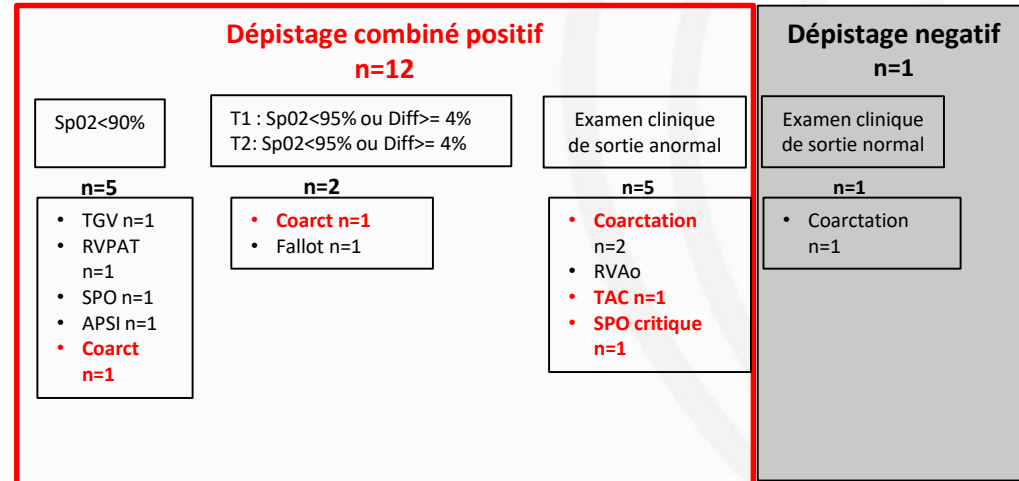 Dépistage combiné positif
n=12
Sp02<90%
n=5
• TGV n=1
• RVPAT
n=1
• SPO n=1
• APSI n=1
• Coarct
n=1
T1 : Sp02<95% ou Diff>= 4%
T2: Sp02<95% ou Diff>= 4%
n=2
• Coarct n=1
• Fallot n=1
Examen clinique
de sortie anormal
n=5
• Coarctation
n=2
• RVAo
• TAC n=1
• SPO critique
n=1
Dépistage negatif
n=1
Examen clinique
de sortie normal
n=1
• Coarctation
n=1